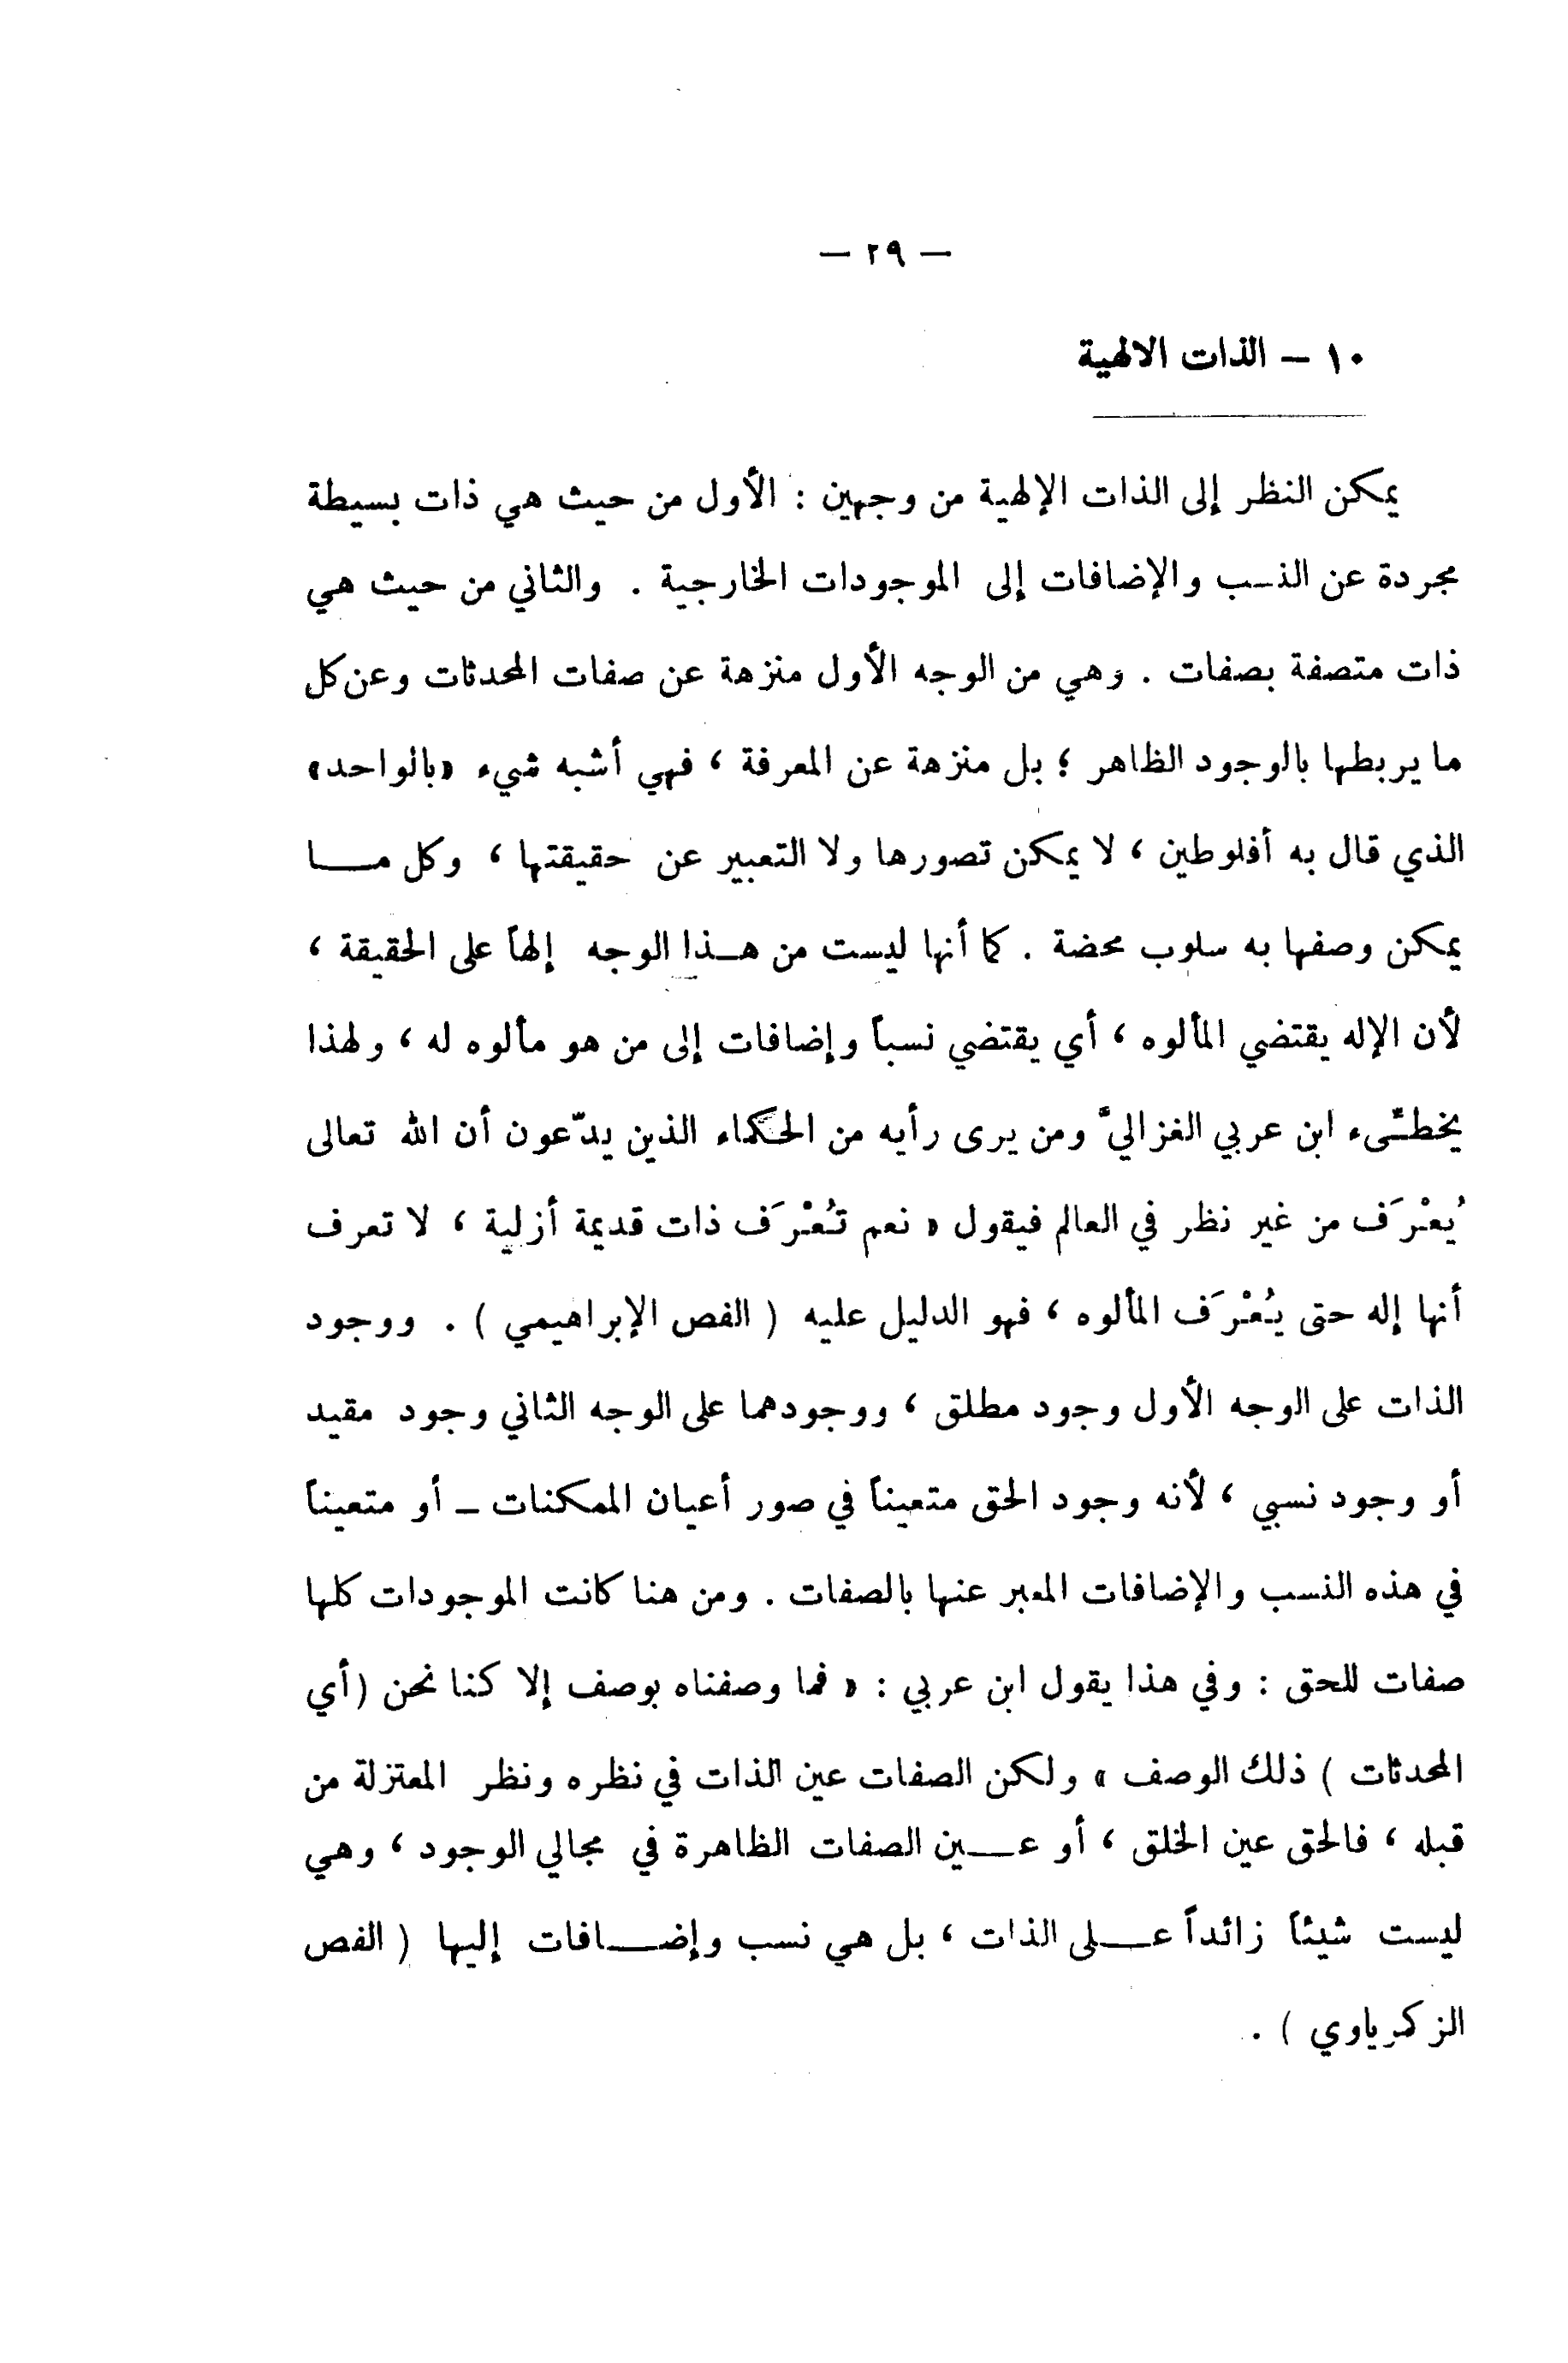 — ٢٩ —
١٠ — الذات الالهية
يمكن النظر إلى الذات الإلهية من وجهين : الأول من حيث هي ذات بسيطة
مجردة عن النسب والإضافات إلى الموجودات الخارجية . والثاني من حيث هي
ذات متصفة بصفات . وهي من الوجه الأول منزهة عن صفات المحدثات وعن كل
ما يربطها بالوجود الظاهر ؛ بل منزهة عن المعرفة ، فهي أشبه شيء «بالواحد»
الذي قال به أفلوطين ، لا يمكن تصورها ولا التعبير عن حقيقتها ، وكل مـــا
يمكن وصفها به سلوب محضة . كما أنها ليست من هـذا الوجه إلهاً على الحقيقة ،
لأن الإله يقتضي المألوه ، أي يقتضي نسباً وإضافات إلى من هو مألوه له ، ولهذا
يخطىّء ابن عربي الغزاليَّ ومن يرى رأيه من الحكماء الذين يدّعون أن الله تعالى
يُعْرَف من غير نظر في العالم فيقول « نعم تُعْرَف ذات قديمة أزلية ، لا تعرف
أنها إله حتى يُعْرَف المألوه ، فهو الدليل عليه ( الفص الإبراهيمي ) . ووجود
الذات على الوجه الأول وجود مطلق ، ووجودهما على الوجه الثاني وجود مقيد
أو وجود نسبي ، لأنه وجود الحق متعيناً في صور أعيان الممكنات – أو متعيناً
في هذه النسب والإضافات المعبر عنها بالصفات . ومن هنا كانت الموجودات كلها
صفات للحق : وفي هذا يقول ابن عربي : « فما وصفناه بوصف إلا كنا نحن (أي
المحدثات ) ذلك الوصف » ولكن الصفات عين الذات في نظره ونظر المعتزلة من
قبله ، فالحق عين الخلق ، أو عـــين الصفات الظاهرة في مجالي الوجود ، وهي
ليست شيئاً زائداً عـــلى الذات ، بل هي نسب وإضـــافات إليها ( الفص
الزكرياوي ) .